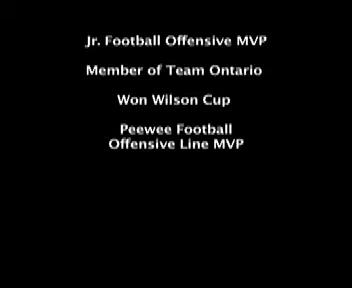 Jr. Football Offensive MVP
Member of Team Ontario
Won Wilson Cup
Peewee Football
Offensive Line MVP